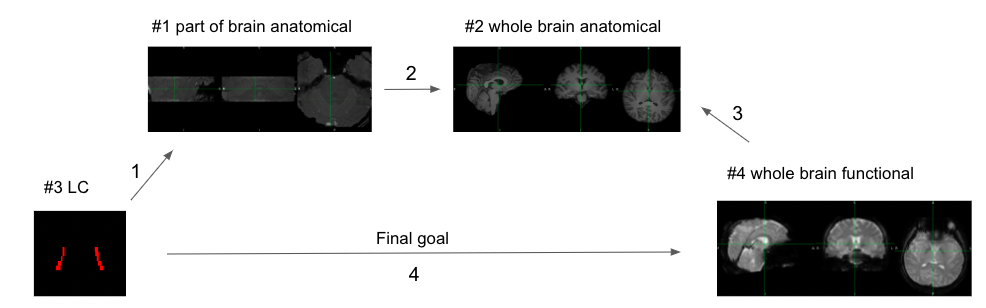 #1 part of brain anatomical
#2 whole brain anatomical
2
3
1
#4 whole brain functional
#3 LC
Final goal
4